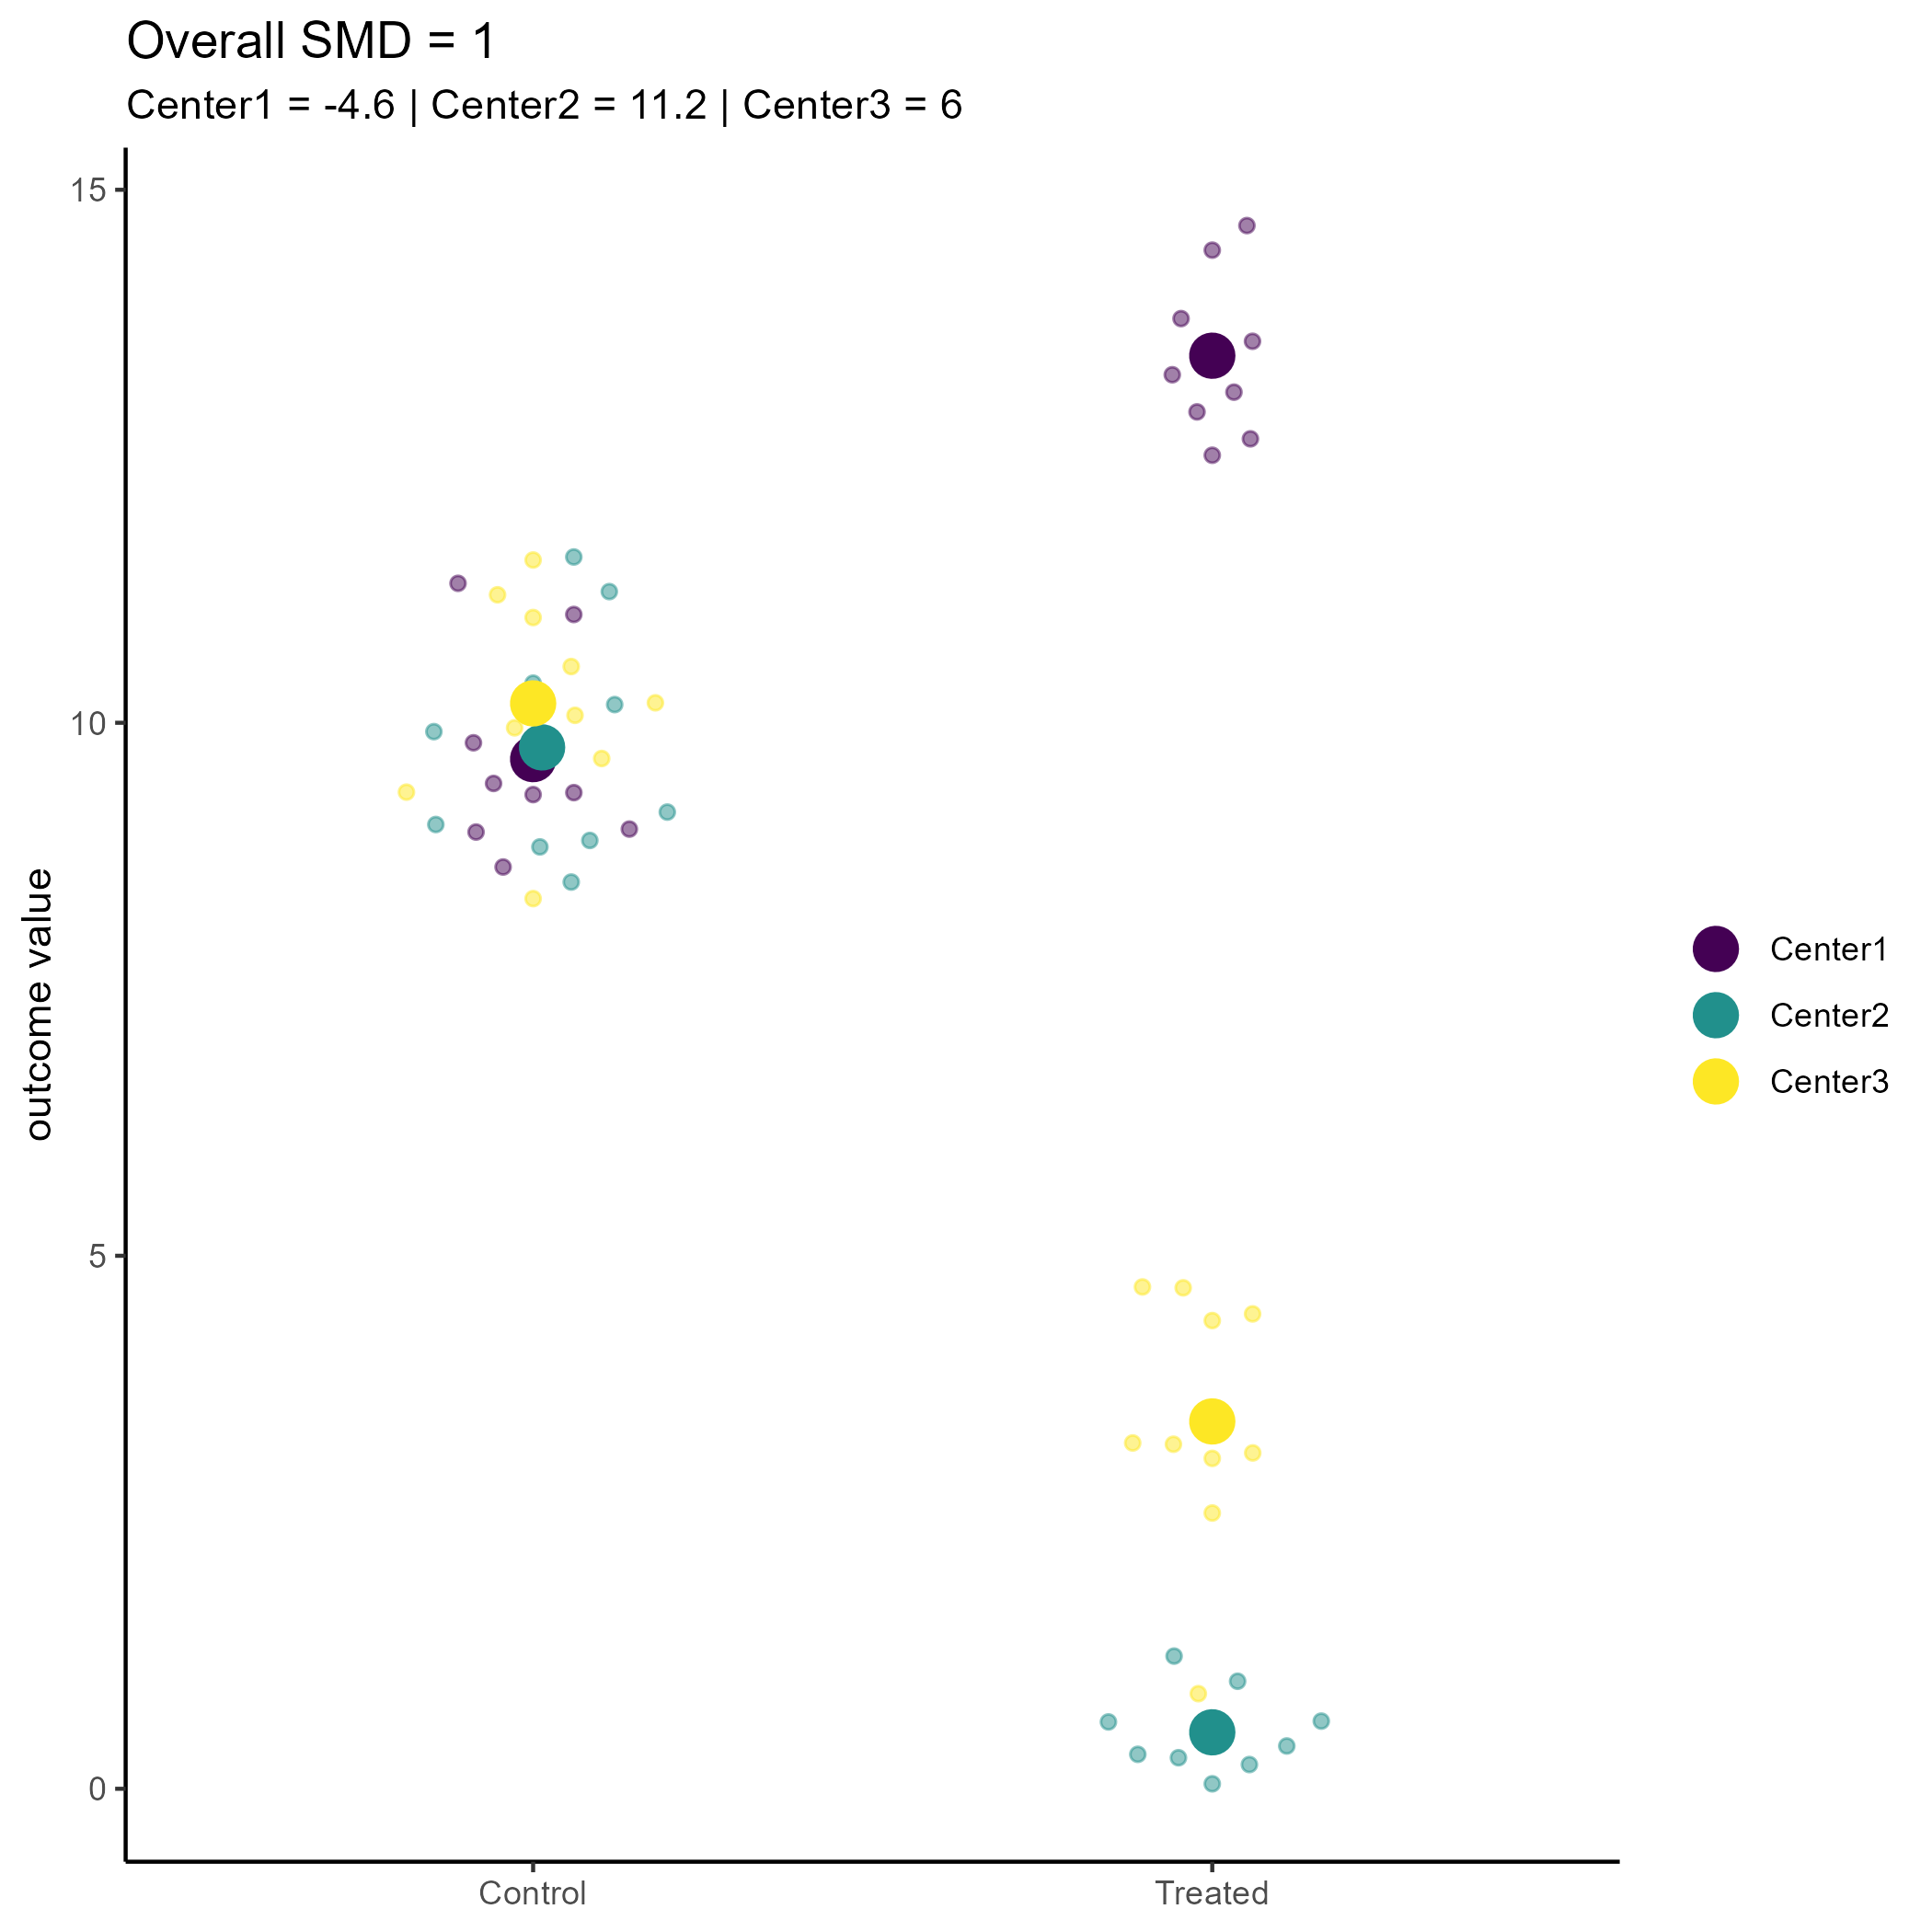 Overall SMD = 1
Center1 = -4.6 | Center2 = 11.2 | Center3 = 6
15
10
5
0
outcome value
Control
Treated
Center1
Center2
Center3